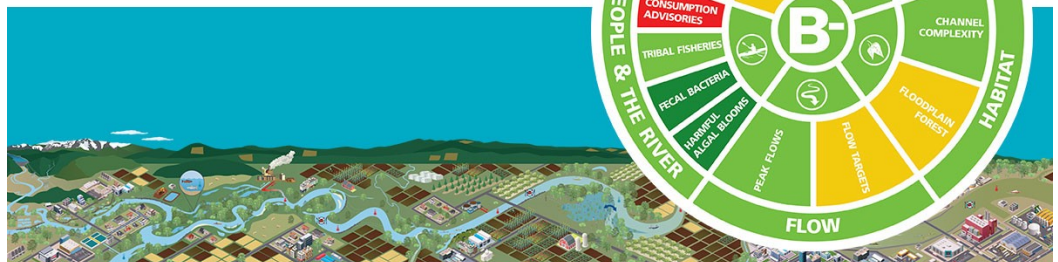 CONSUMPTION
ADVISORIES
TRIBAL FISHERIES
FECAL BACTERIA
HARMFUL
ALGAL BLOOMS
PEAK FLOWS
FLOW TARGETS
FLOODPLAIN
FOREST
CHANNEL
COMPLEXITY
B-
EOPLE & THE RIVER
FLOW
HABITAT